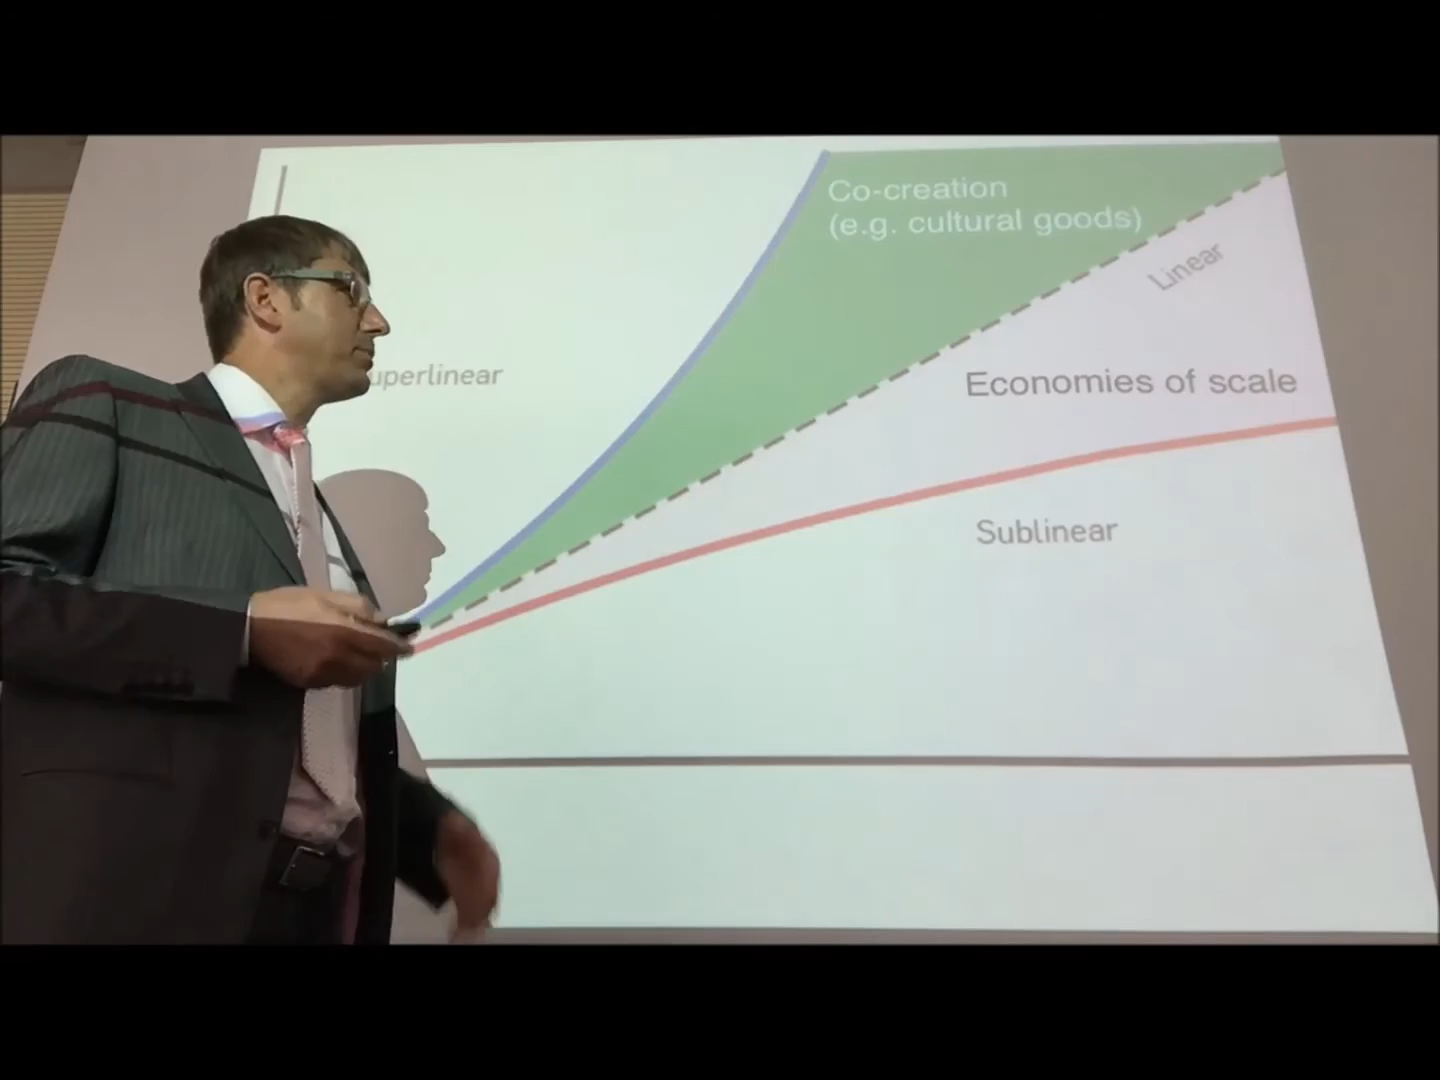 Co-creation
(e.g. cultural goods)
Linear
uperlinear
Economies of scale
Sublinear